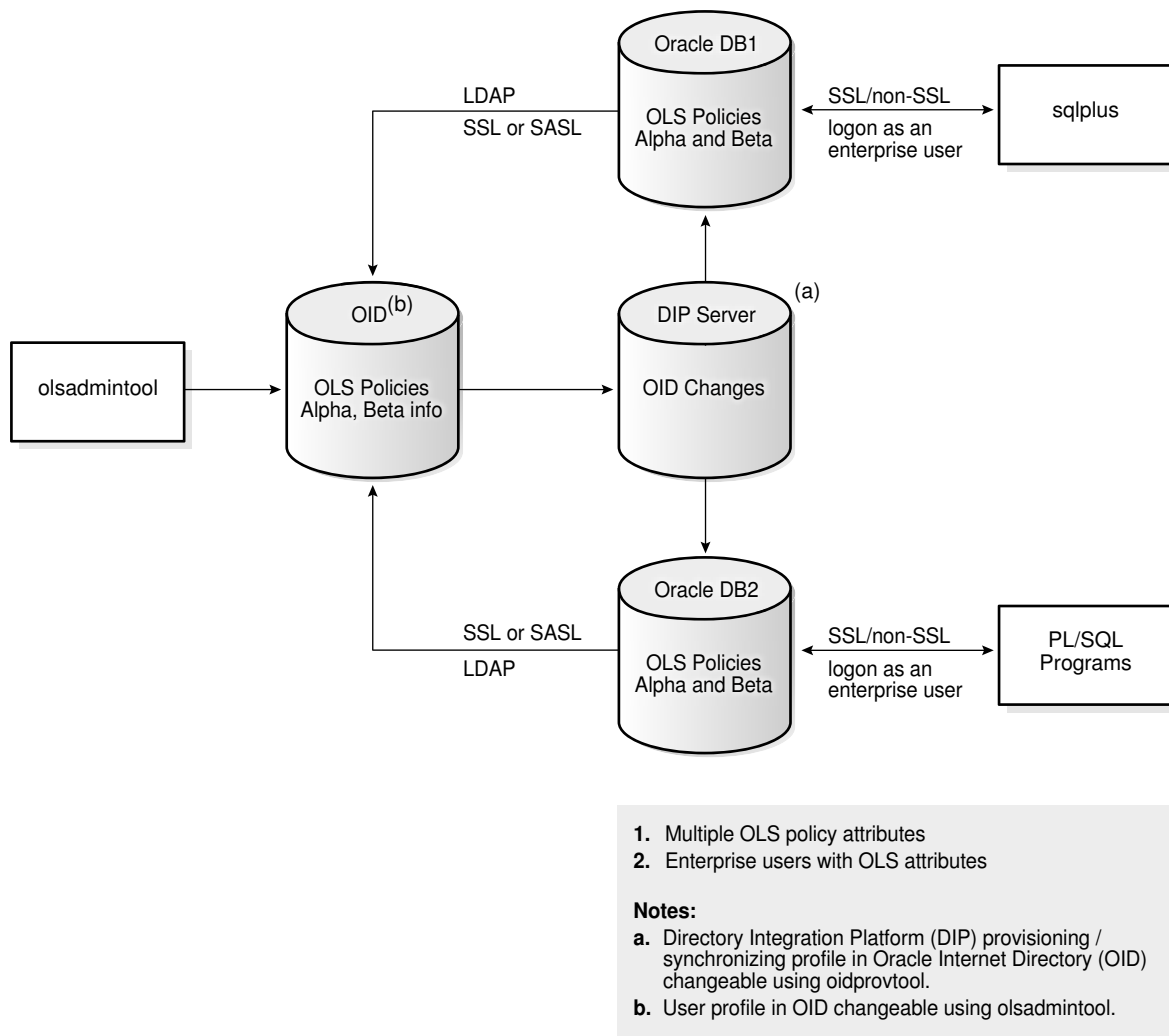 Oracle DB1
OLS Policies
Alpha and Beta
LDAP
SSL or SASL
SSL/non-SSL
logon as an
enterprise user
sqlplus
olsadmintool
OID(b)
OLS Policies
Alpha, Beta info
DIP Server
(a)
OID Changes
Oracle DB2
OLS Policies
Alpha and Beta
SSL or SASL
LDAP
SSL/non-SSL
logon as an
enterprise user
PL/SQL
Programs
1. Multiple OLS policy attributes
2. Enterprise users with OLS attributes
Notes:
a. Directory Integration Platform (DIP) provisioning /
synchronizing profile in Oracle Internet Directory (OID)
changeable using oidprovtool.
b. User profile in OID changeable using olsadmintool.